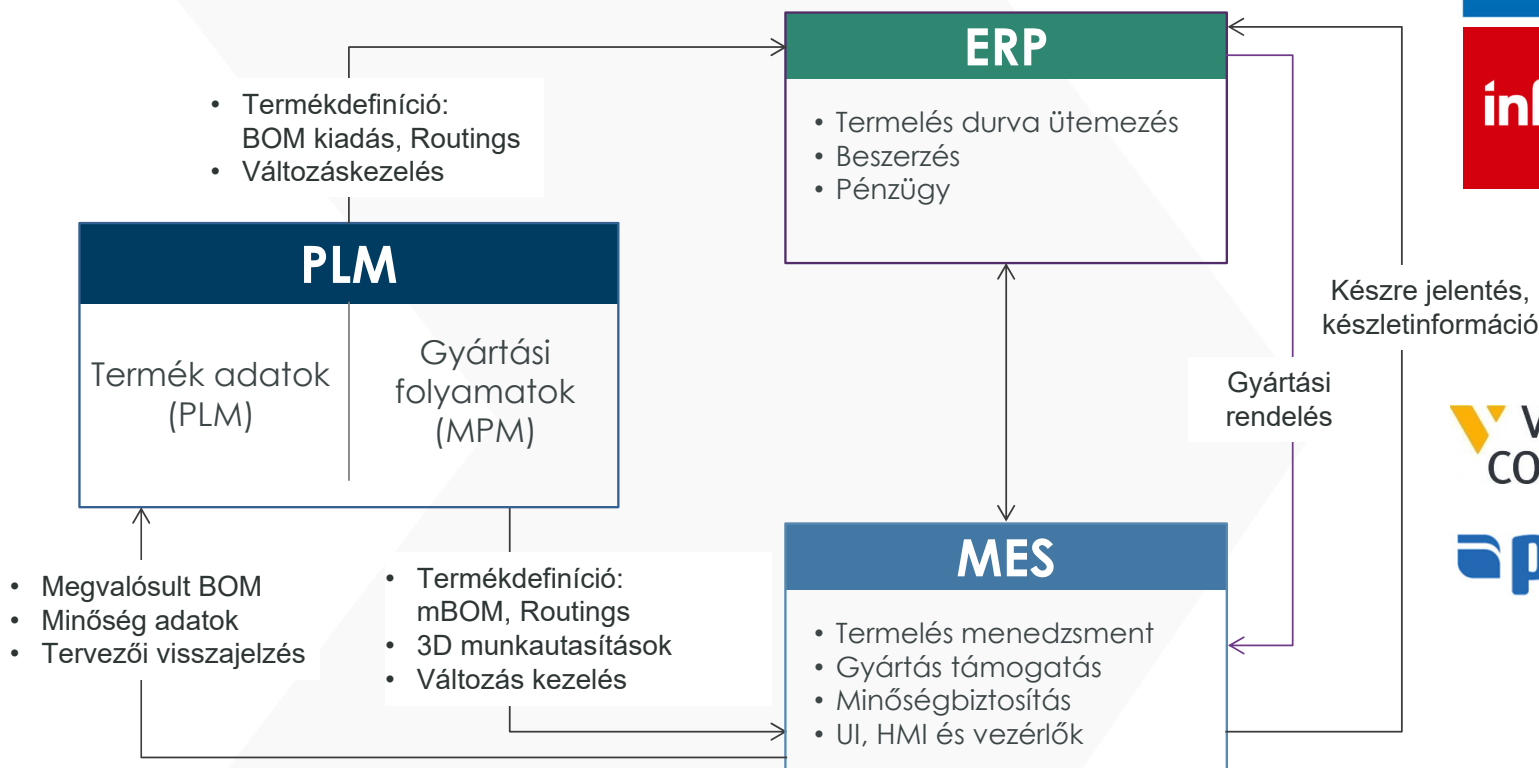 ERP
• Termelés durva ütemezés
• Beszerzés
• Pénzügy
• Termékdefiníció:
BOM kiadás, Routings
• Változáskezelés
PLM
Termék adatok
(PLM)
Gyártási
folyamatok
(MPM)
Készre jelentés,
készletinformáció
Gyártási
rendelés
• Megvalósult BOM
• Minőség adatok
• Tervezői visszajelzés
• Termékdefiníció:
mBOM, Routings
• 3D munkautasítások
• Változás kezelés
MES
• Termelés menedzsment
• Gyártás támogatás
• Minőségbiztosítás
• UI, HMI és vezérlők